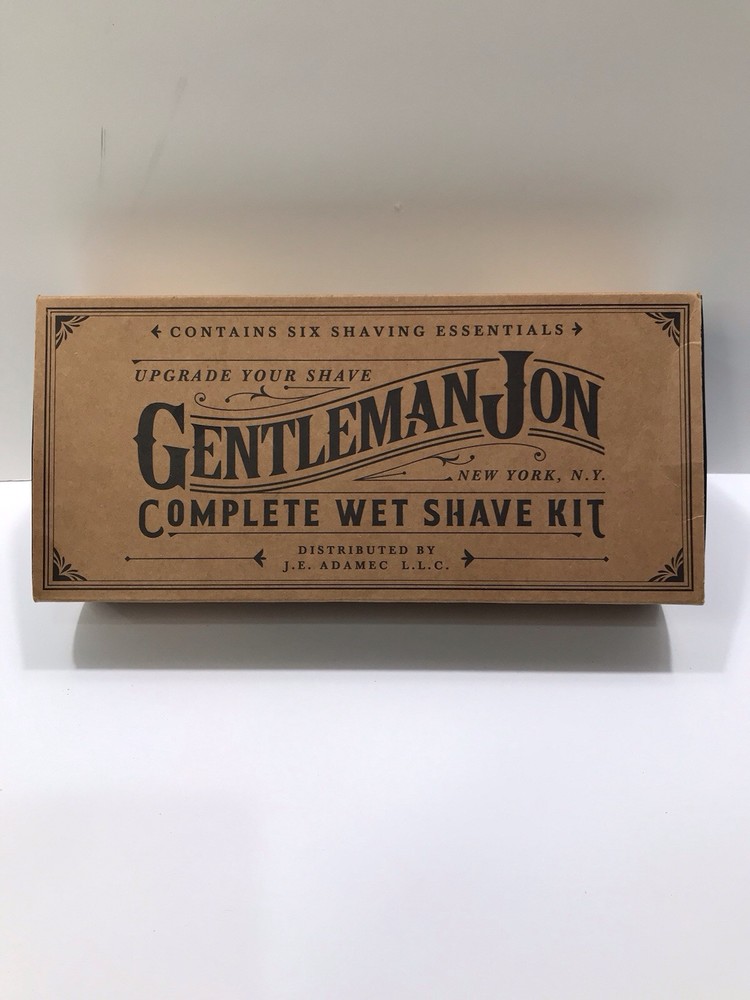 CONTAINS SIX SHAVING ESSENTIALS
UPGRADE YOUR SHAVE
GENTLEMAN JON
NEW YORK, N.Y.
COMPLETE WET SHAVE KIT
DISTRIBUTED BY
J.E. ADAMEC L.L.C.